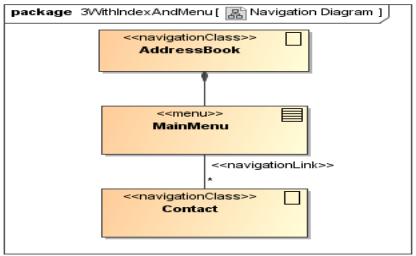 package 3WithIndexAndMenu [ Navigation Diagram ]
<<navigationClass>>
AddressBook
<<menu>>
MainMenu
<<navigationLink>>
*
<<navigationClass>>
Contact